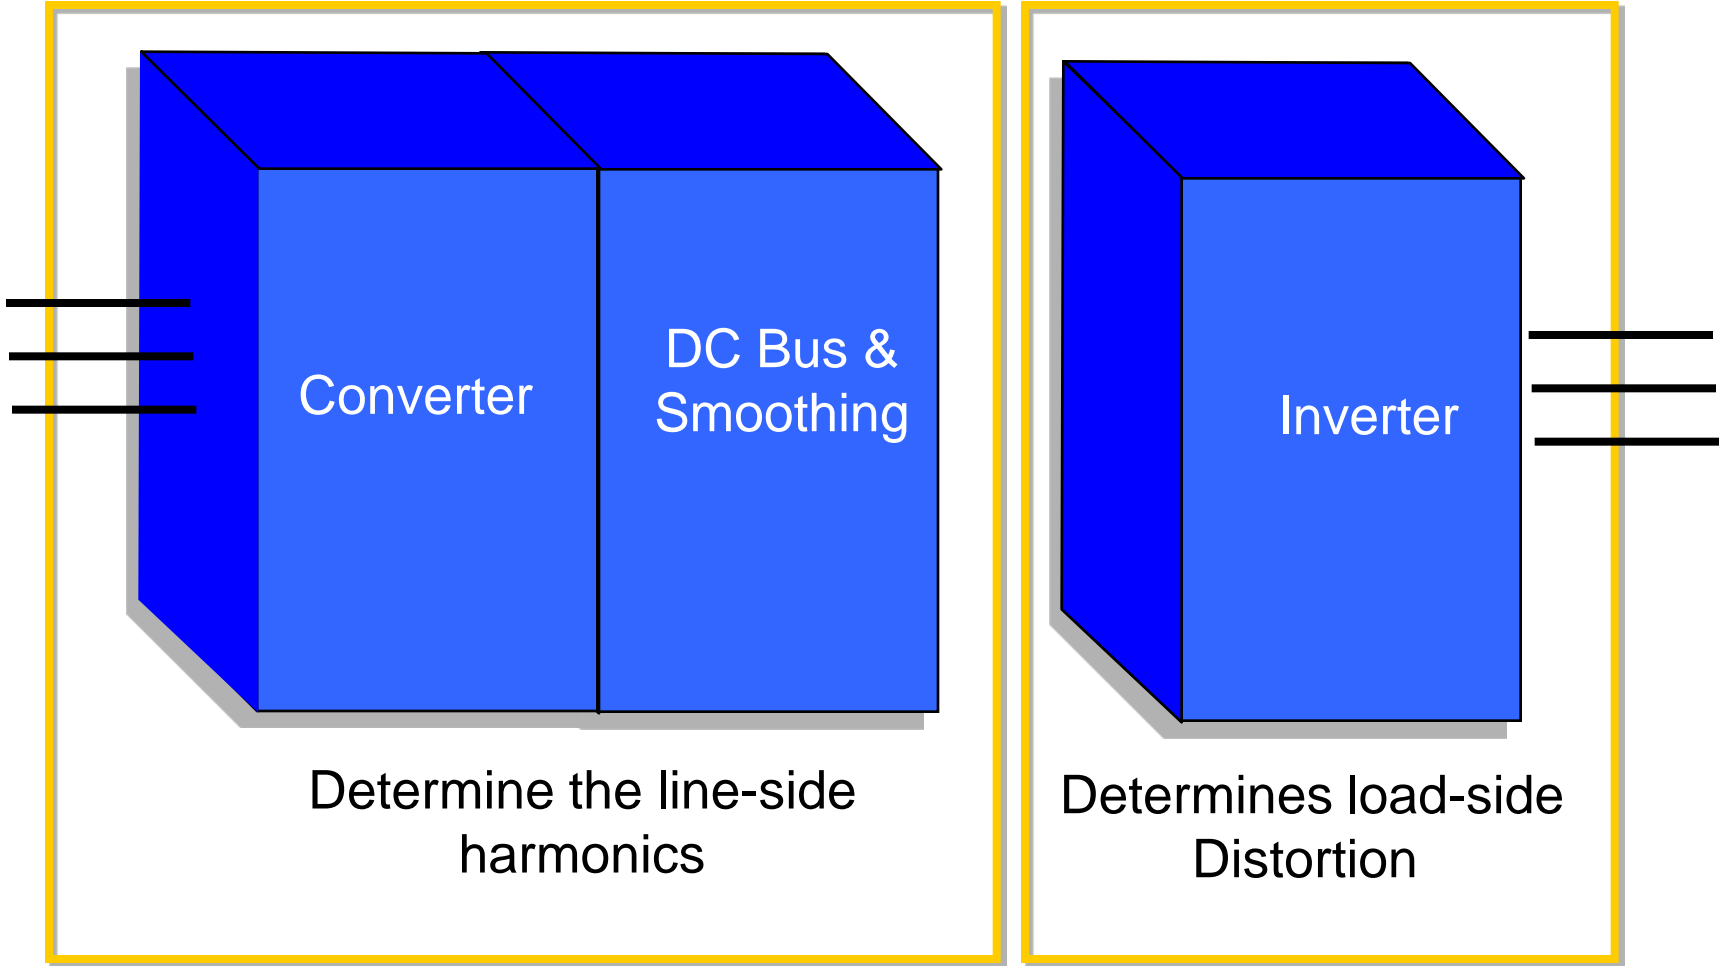 Converter
DC Bus &
Smoothing
Inverter
Determine the line-side
harmonics
Determines load-side
Distortion